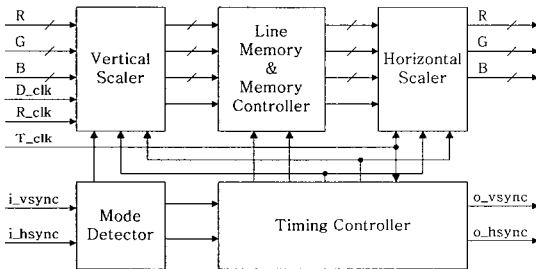 R
G
B
D_clk
R_clk
T_clk
Vertical
Scaler
Line
Memory
&
Memory
Controller
Horizontal
Scaler
R
G
B
i_vsync
i_hsync
Mode
Detector
Timing Controller
o_vsync
o_hsync